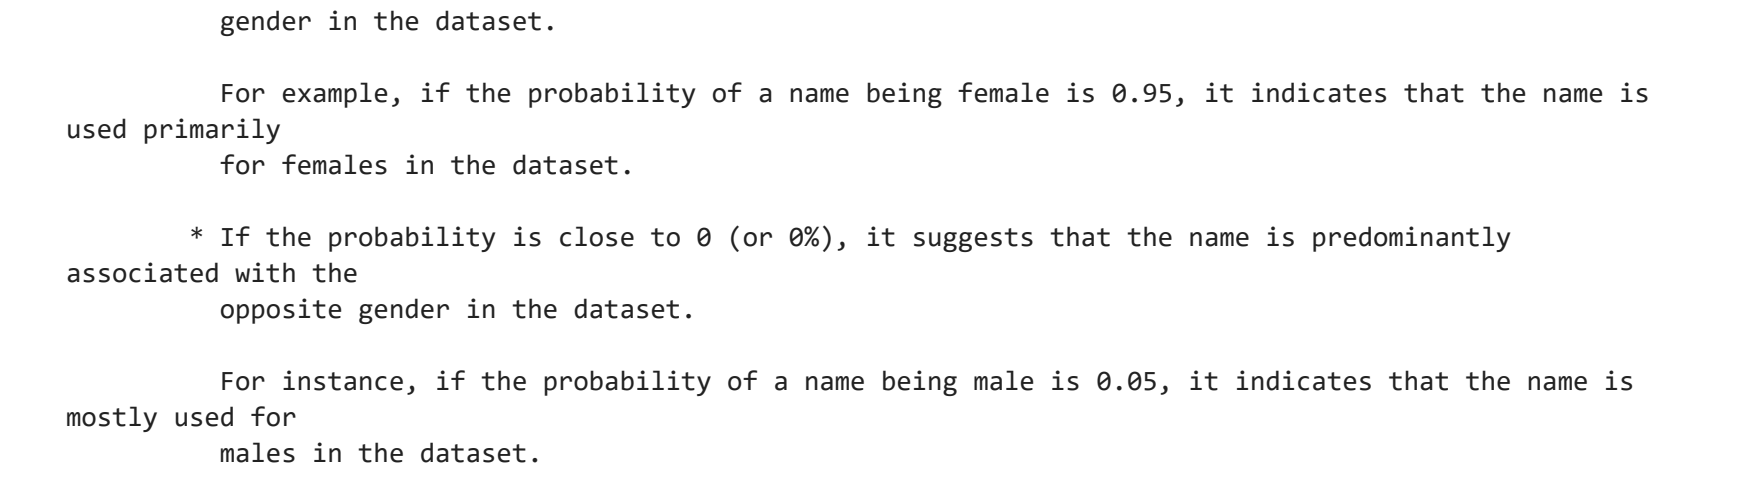 gender in the dataset.
For example, if the probability of a name being female is 0.95, it indicates that the name is
used primarily
for females in the dataset.
* If the probability is close to 0 (or 0%), it suggests that the name is predominantly
associated with the
opposite gender in the dataset.
For instance, if the probability of a name being male is 0.05, it indicates that the name is
mostly used for
males in the dataset.